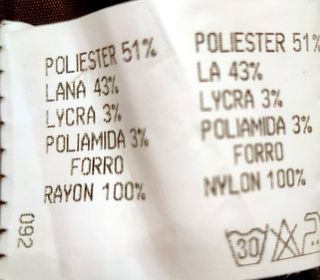 POLIESTER 51%
LANA 43%
LYCRA 3%
POLIAMIDA 3%
FORRO
RAYON 100%
POLIESTER 51%
LA 43%
LYCRA 3%
POLIAMIDA 3%
FORRO
NYLON 100%
30
092